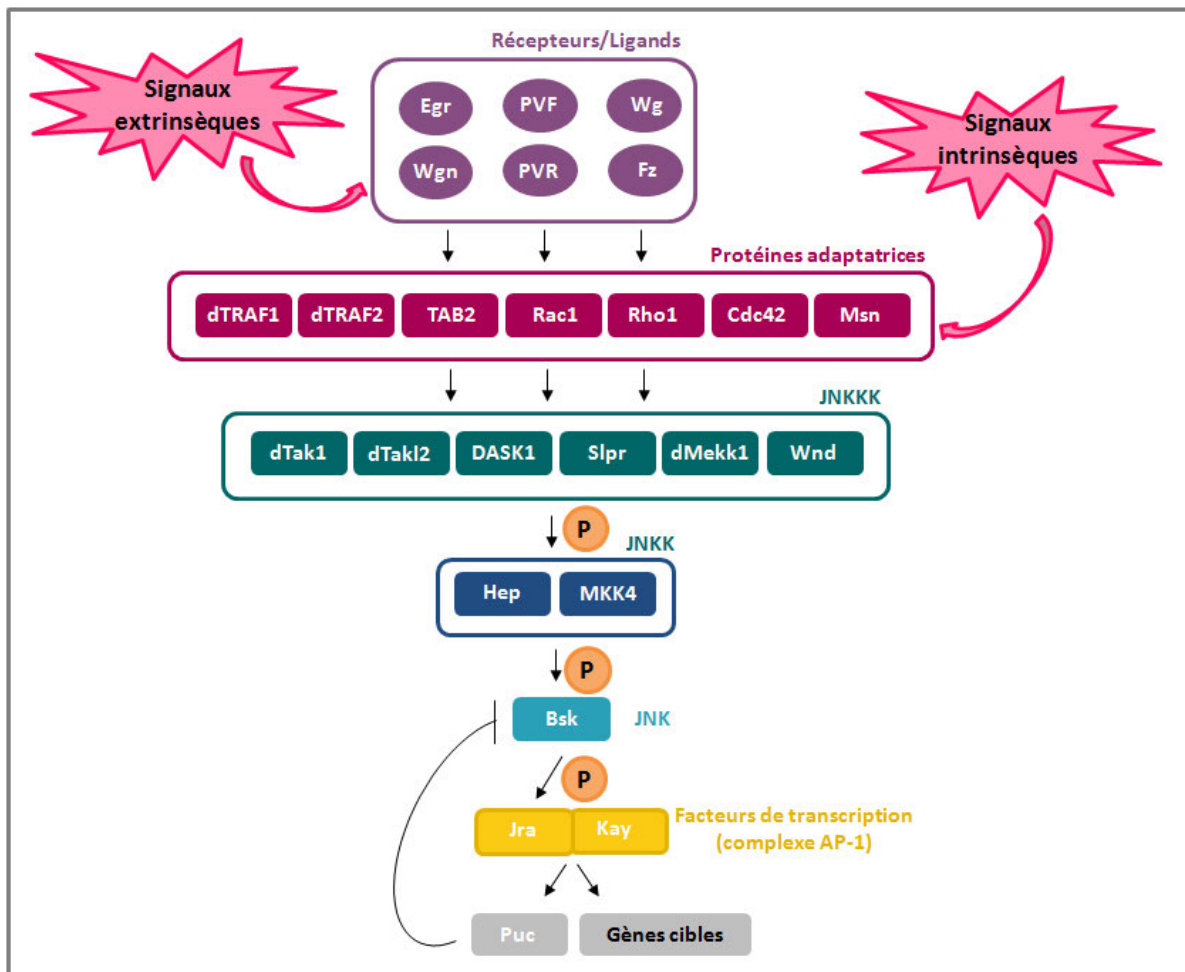 Récepteurs/Ligands
Signaux
extrinsèques
Egr
PVF
Wg
Wgn
PVR
Fz
Signaux
intrinsèques
Protéines adaptatrices
dTRAF1
dTRAF2
TAB2
Rac1
Rho1
Cdc42
Msn
JNKKK
dTak1
dTakl2
DASK1
Slpr
dMekk1
Wnd
P
JNKK
Hep
MKK4
P
Bsk
JNK
P
Jra
Kay
Facteurs de transcription
(complexe AP-1)
Puc
Gènes cibles